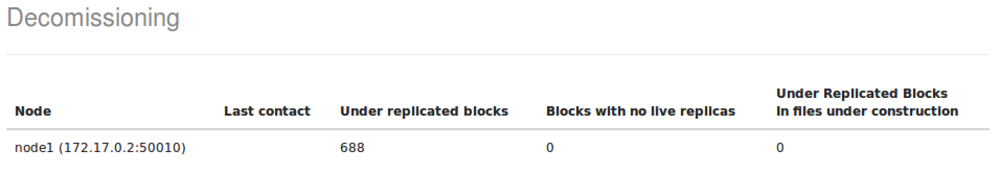 Decomissioning
Under Replicated Blocks
Node Last contact Under replicated blocks Blocks with no live replicas In files under construction
node1 (172.17.0.2:50010) 688 0 0